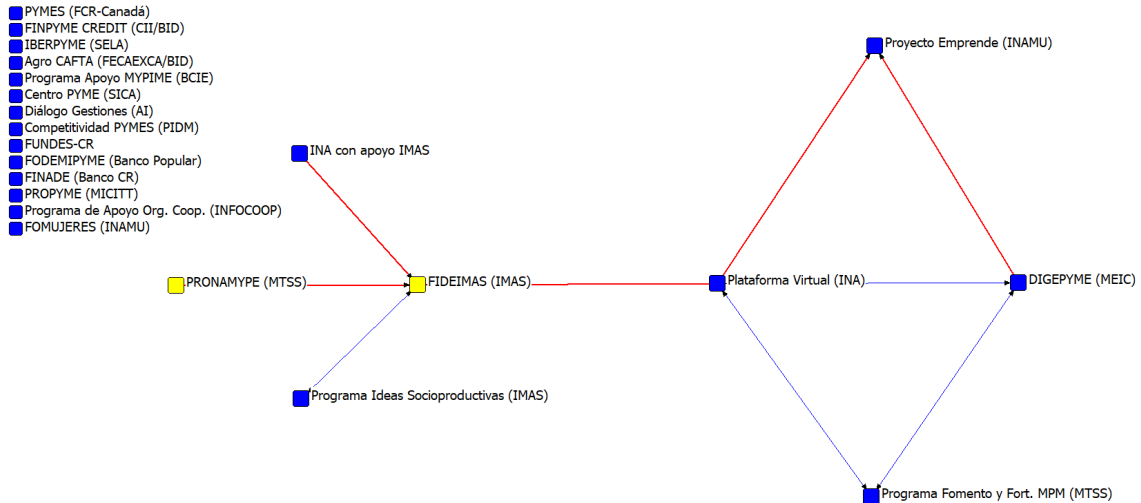 PYMES (FCR-Canadá)
FINPYME CREDIT (CII/BID)
IBERPYME (SELA)
Agro CAFTA (FECAEXCA/BID)
Programa Apoyo MYPIME (BCIE)
Centro PYME (SICA)
Diálogo Gestiones (AI)
Competitividad PYMES (PIDM)
FUNDES-CR
FODEMIPYME (Banco Popular)
FINADE (Banco CR)
PROPYME (MICITT)
Programa de Apoyo Org. Coop. (INFOCOOP)
FOMUJERES (INAMU)
Proyecto Emprende (INAMU)
INA con apoyo IMAS
PRONAMYPE (MTSS)
FIDEIMAS (IMAS)
Plataforma Virtual (INA)
DIGEPYME (MEIC)
Programa Ideas Socioproductivas (IMAS)
Programa Fomento y Fort. MPM (MTSS)